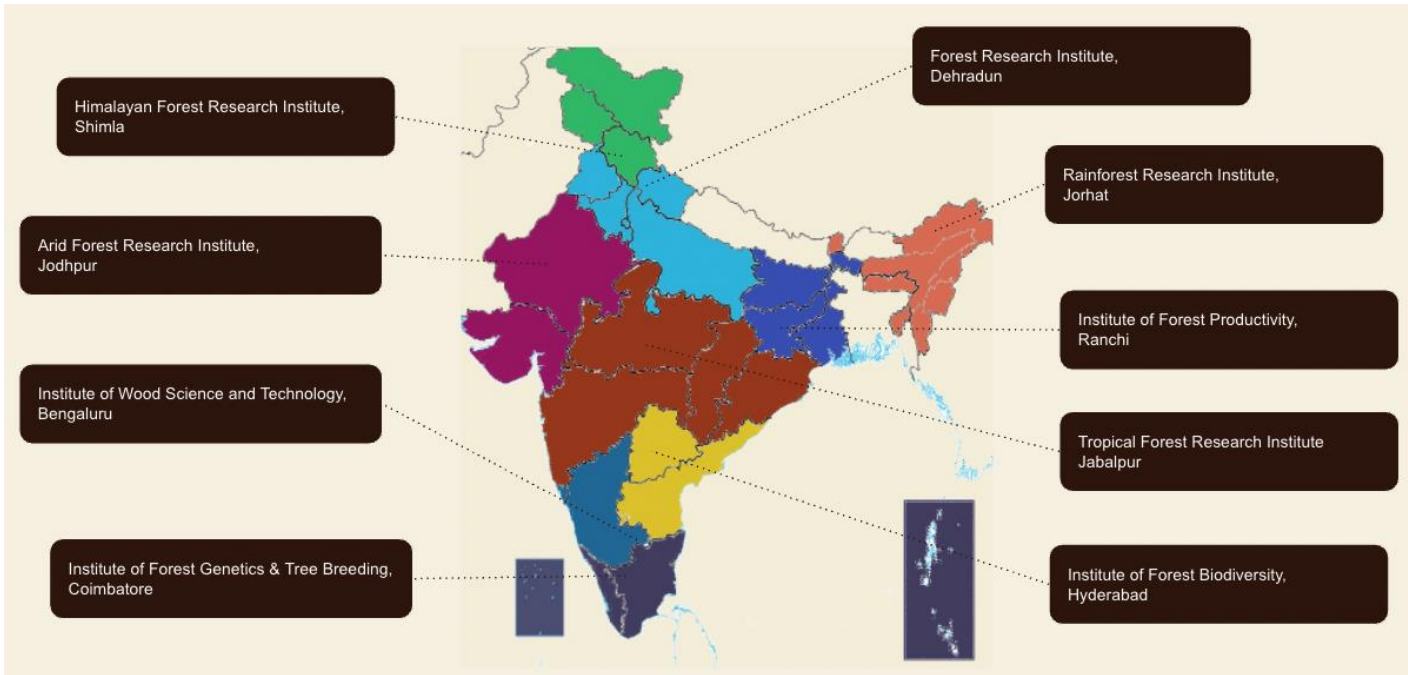 Forest Research Institute,
Dehradun
Himalayan Forest Research Institute,
Shimla
Rainforest Research Institute,
Jorhat
Arid Forest Research Institute,
Jodhpur
Institute of Forest Productivity,
Ranchi
Institute of Wood Science and Technology,
Bengaluru
Tropical Forest Research Institute
Jabalpur
Institute of Forest Genetics & Tree Breeding,
Coimbatore
Institute of Forest Biodiversity,
Hyderabad